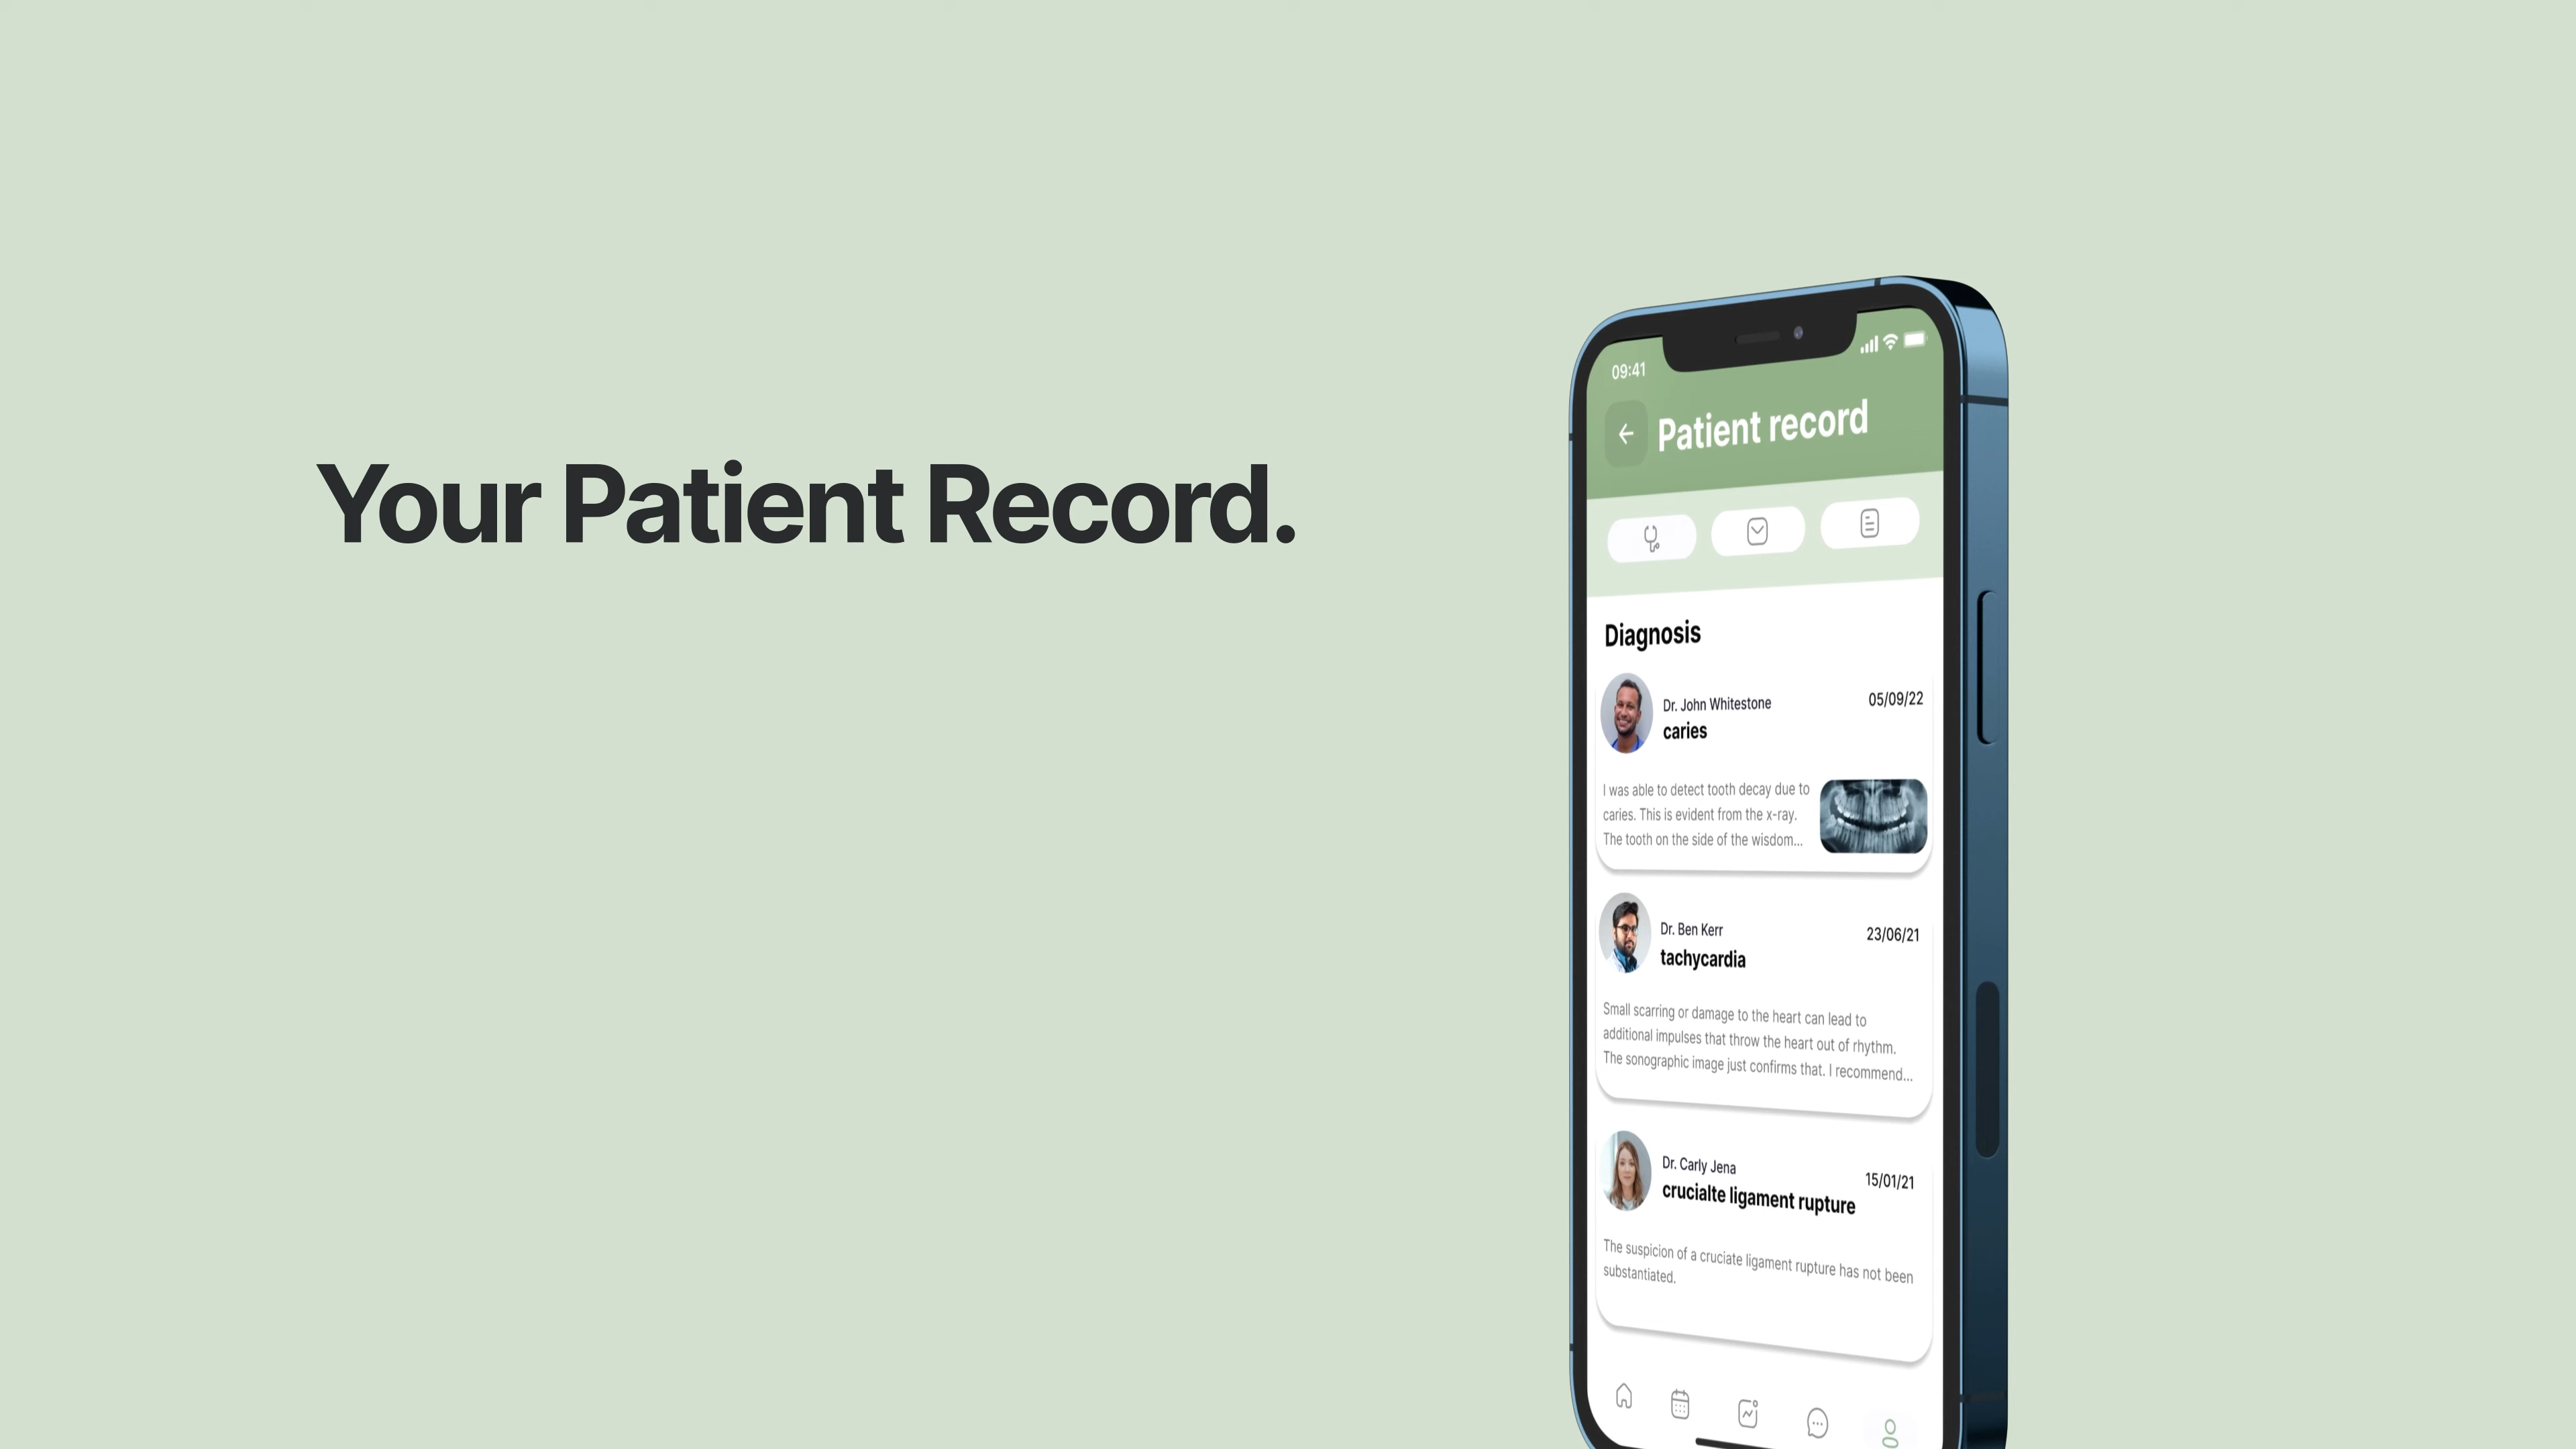 Your Patient Record.
09:41
Patient record
Diagnosis
Dr. John Whitestone
05/09/22
caries
I was able to detect tooth decay due to
caries. This is evident from the x-ray.
The tooth on the side of the wisdom...
Dr. Ben Kerr
23/06/21
tachycardia
Small scarring or damage to the heart can lead to
additional impulses that throw the heart out of rhythm.
The sonographic image just confirms that. I recommend...
Dr. Carly Jena
15/01/21
crucialte ligament rupture
The suspicion of a cruciate ligament rupture has not been
substantiated.